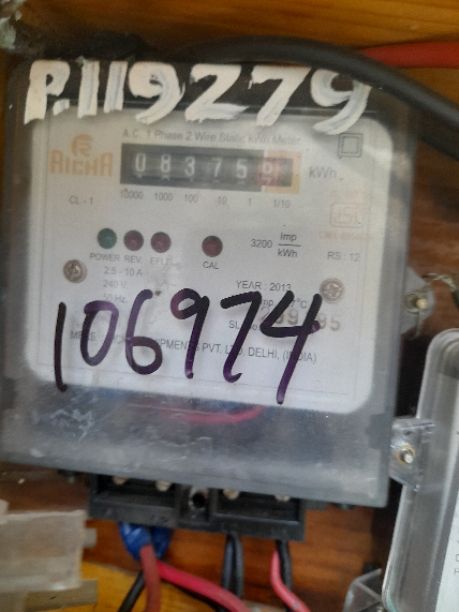 P.119279
A.C. 1 Phase 2 Wire Static kWh Meter
RICHA
08375
kWh
10000 1000 100 10 1 1/10
CL - 1
3200 Imp
kWh
POWER REV. CAL
RS : 12
2.5 - 10 A
240 V
50 Hz.
YEAR : 2013
106974
PVT. LTD. DELHI, (INDIA)